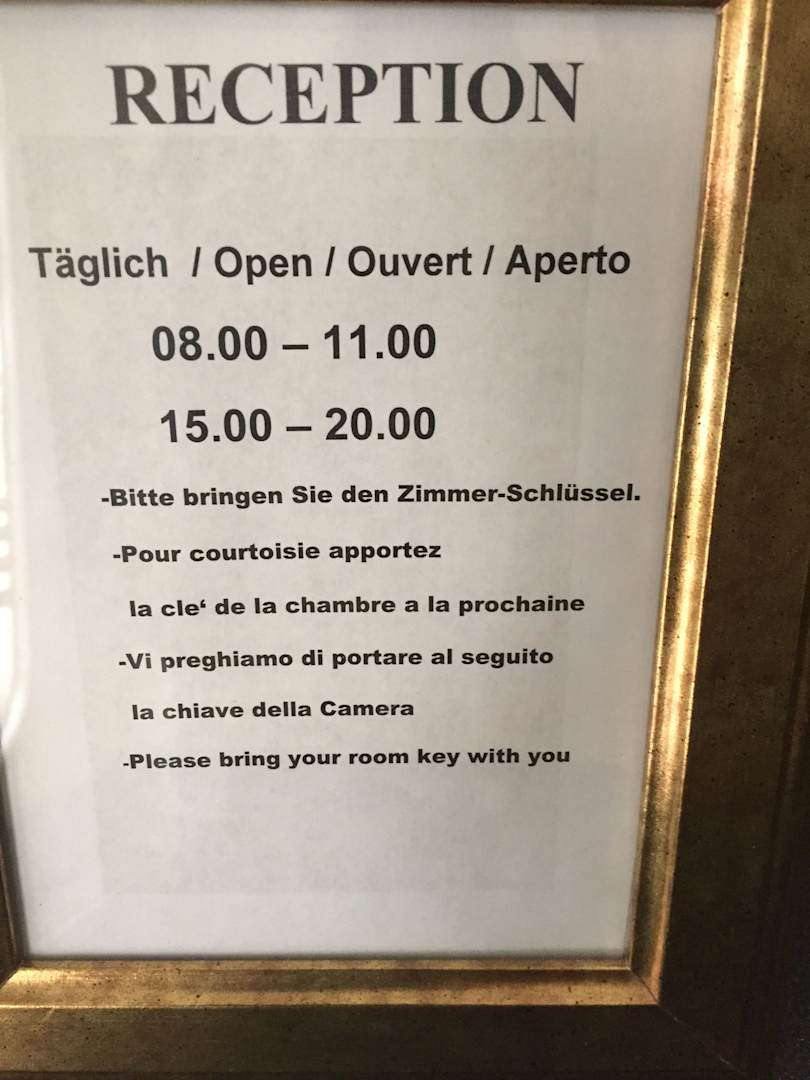 RECEPTION
Täglich / Open / Ouvert / Aperto
08.00 – 11.00
15.00 – 20.00
-Bitte bringen Sie den Zimmer-Schlüssel.
-Pour courtoisie apportez
la cle‘ de la chambre a la prochaine
-Vi preghiamo di portare al seguito
la chiave della Camera
-Please bring your room key with you